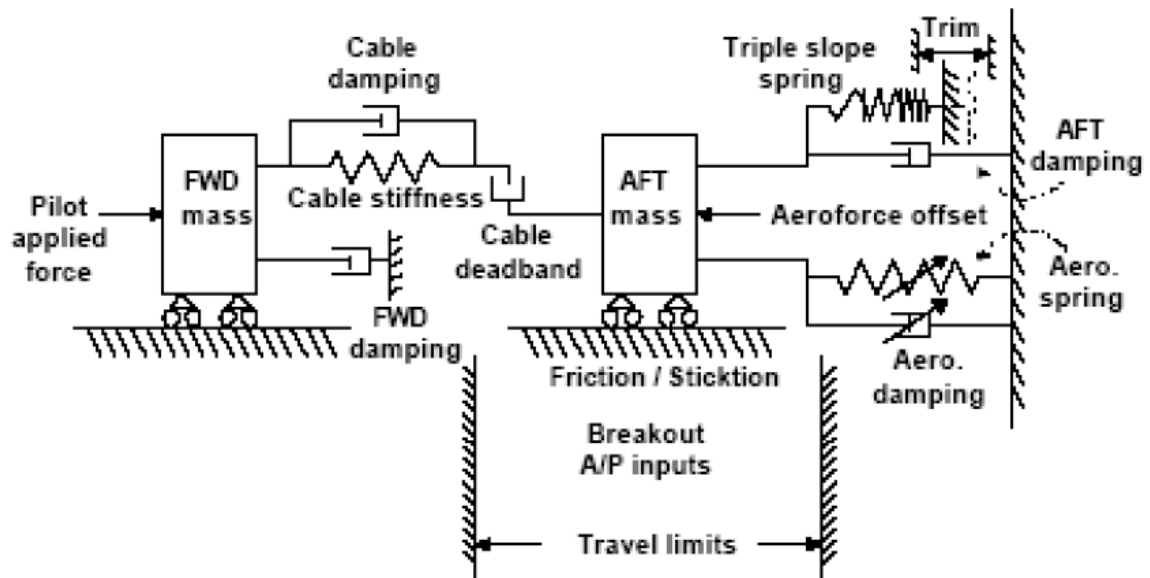 Cable
damping
Triple slope
spring
Trim
FWD
mass
Cable stiffness
AFT
mass
AFT
damping
Pilot
applied
force
Cable
deadband
Aeroforce offset
Aero.
spring
FWD
damping
Aero.
damping
Friction / Sticktion
Breakout
A/P inputs
Travel limits